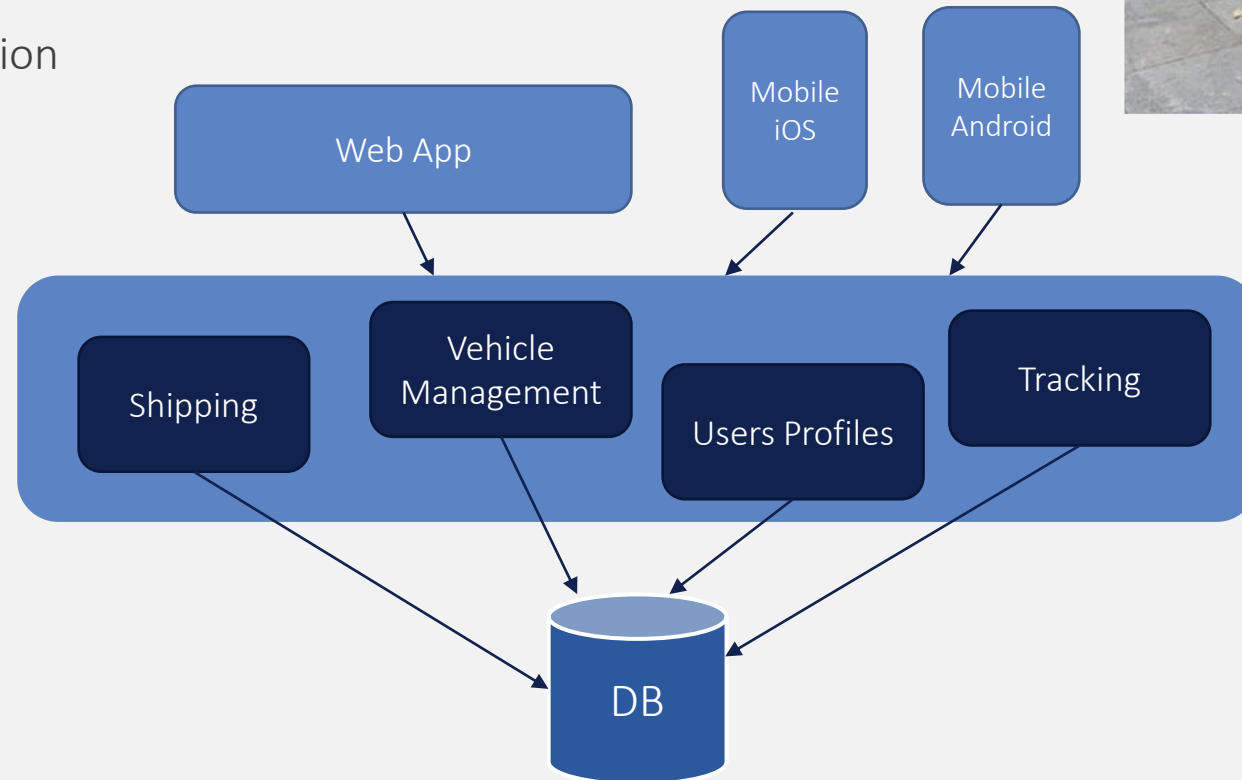 ion
Web App
Mobile
iOS
Mobile
Android
Shipping
Vehicle
Management
Users Profiles
Tracking
DB